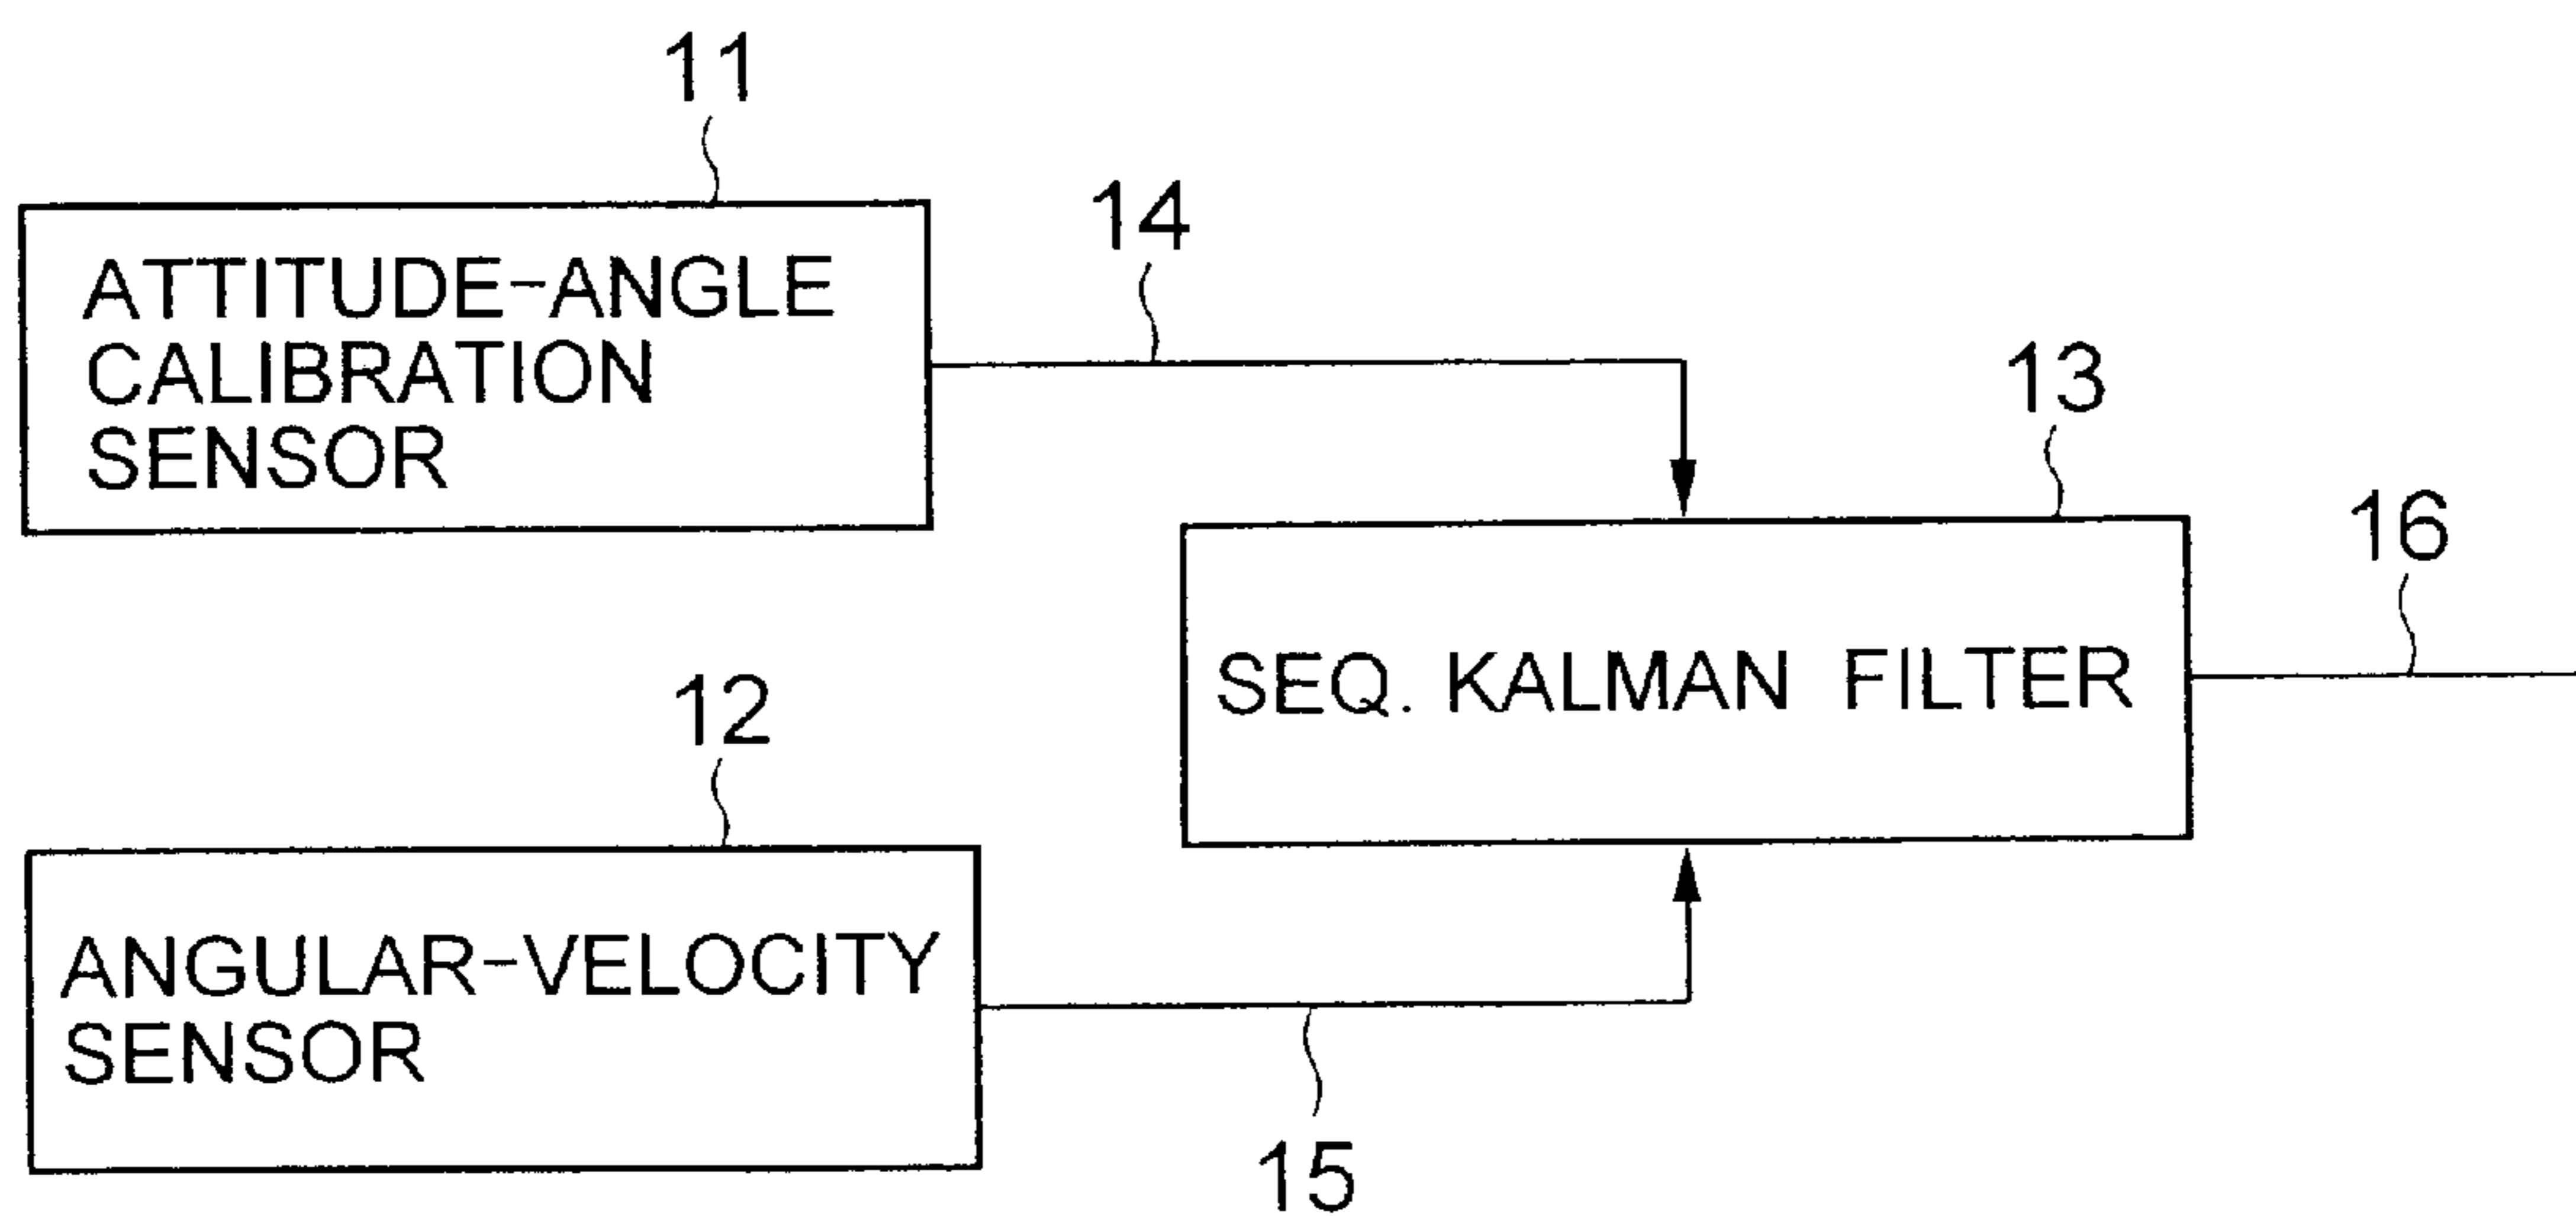 11
ATTITUDE-ANGLE
CALIBRATION
SENSOR
14
13
SEQ. KALMAN FILTER
16
12
ANGULAR-VELOCITY
SENSOR
15